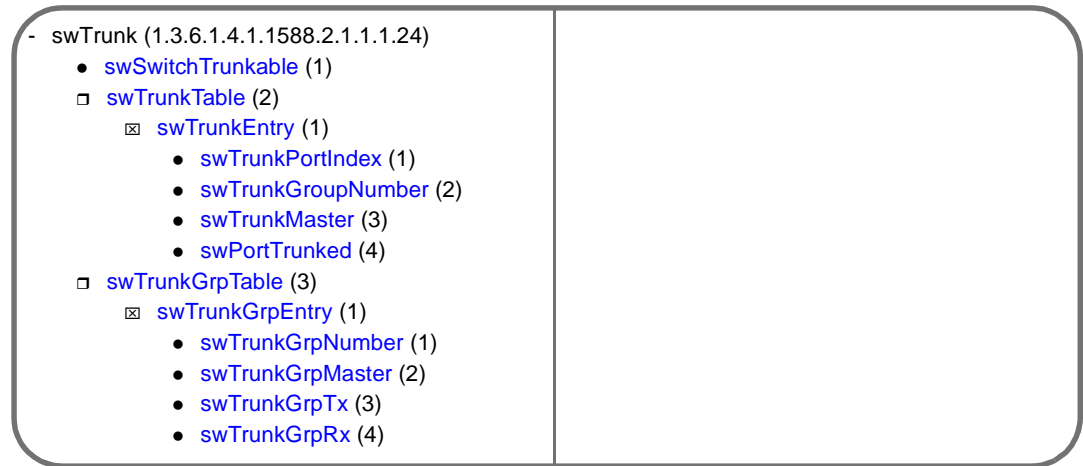 - swTrunk (1.3.6.1.4.1.1588.2.1.1.1.24)
● swSwitchTrunkable (1)
❒ swTrunkTable (2)
☒ swTrunkEntry (1)
● swTrunkPortIndex (1)
● swTrunkGroupNumber (2)
● swTrunkMaster (3)
● swPortTrunked (4)
❒ swTrunkGrpTable (3)
☒ swTrunkGrpEntry (1)
● swTrunkGrpNumber (1)
● swTrunkGrpMaster (2)
● swTrunkGrpTx (3)
● swTrunkGrpRx (4)